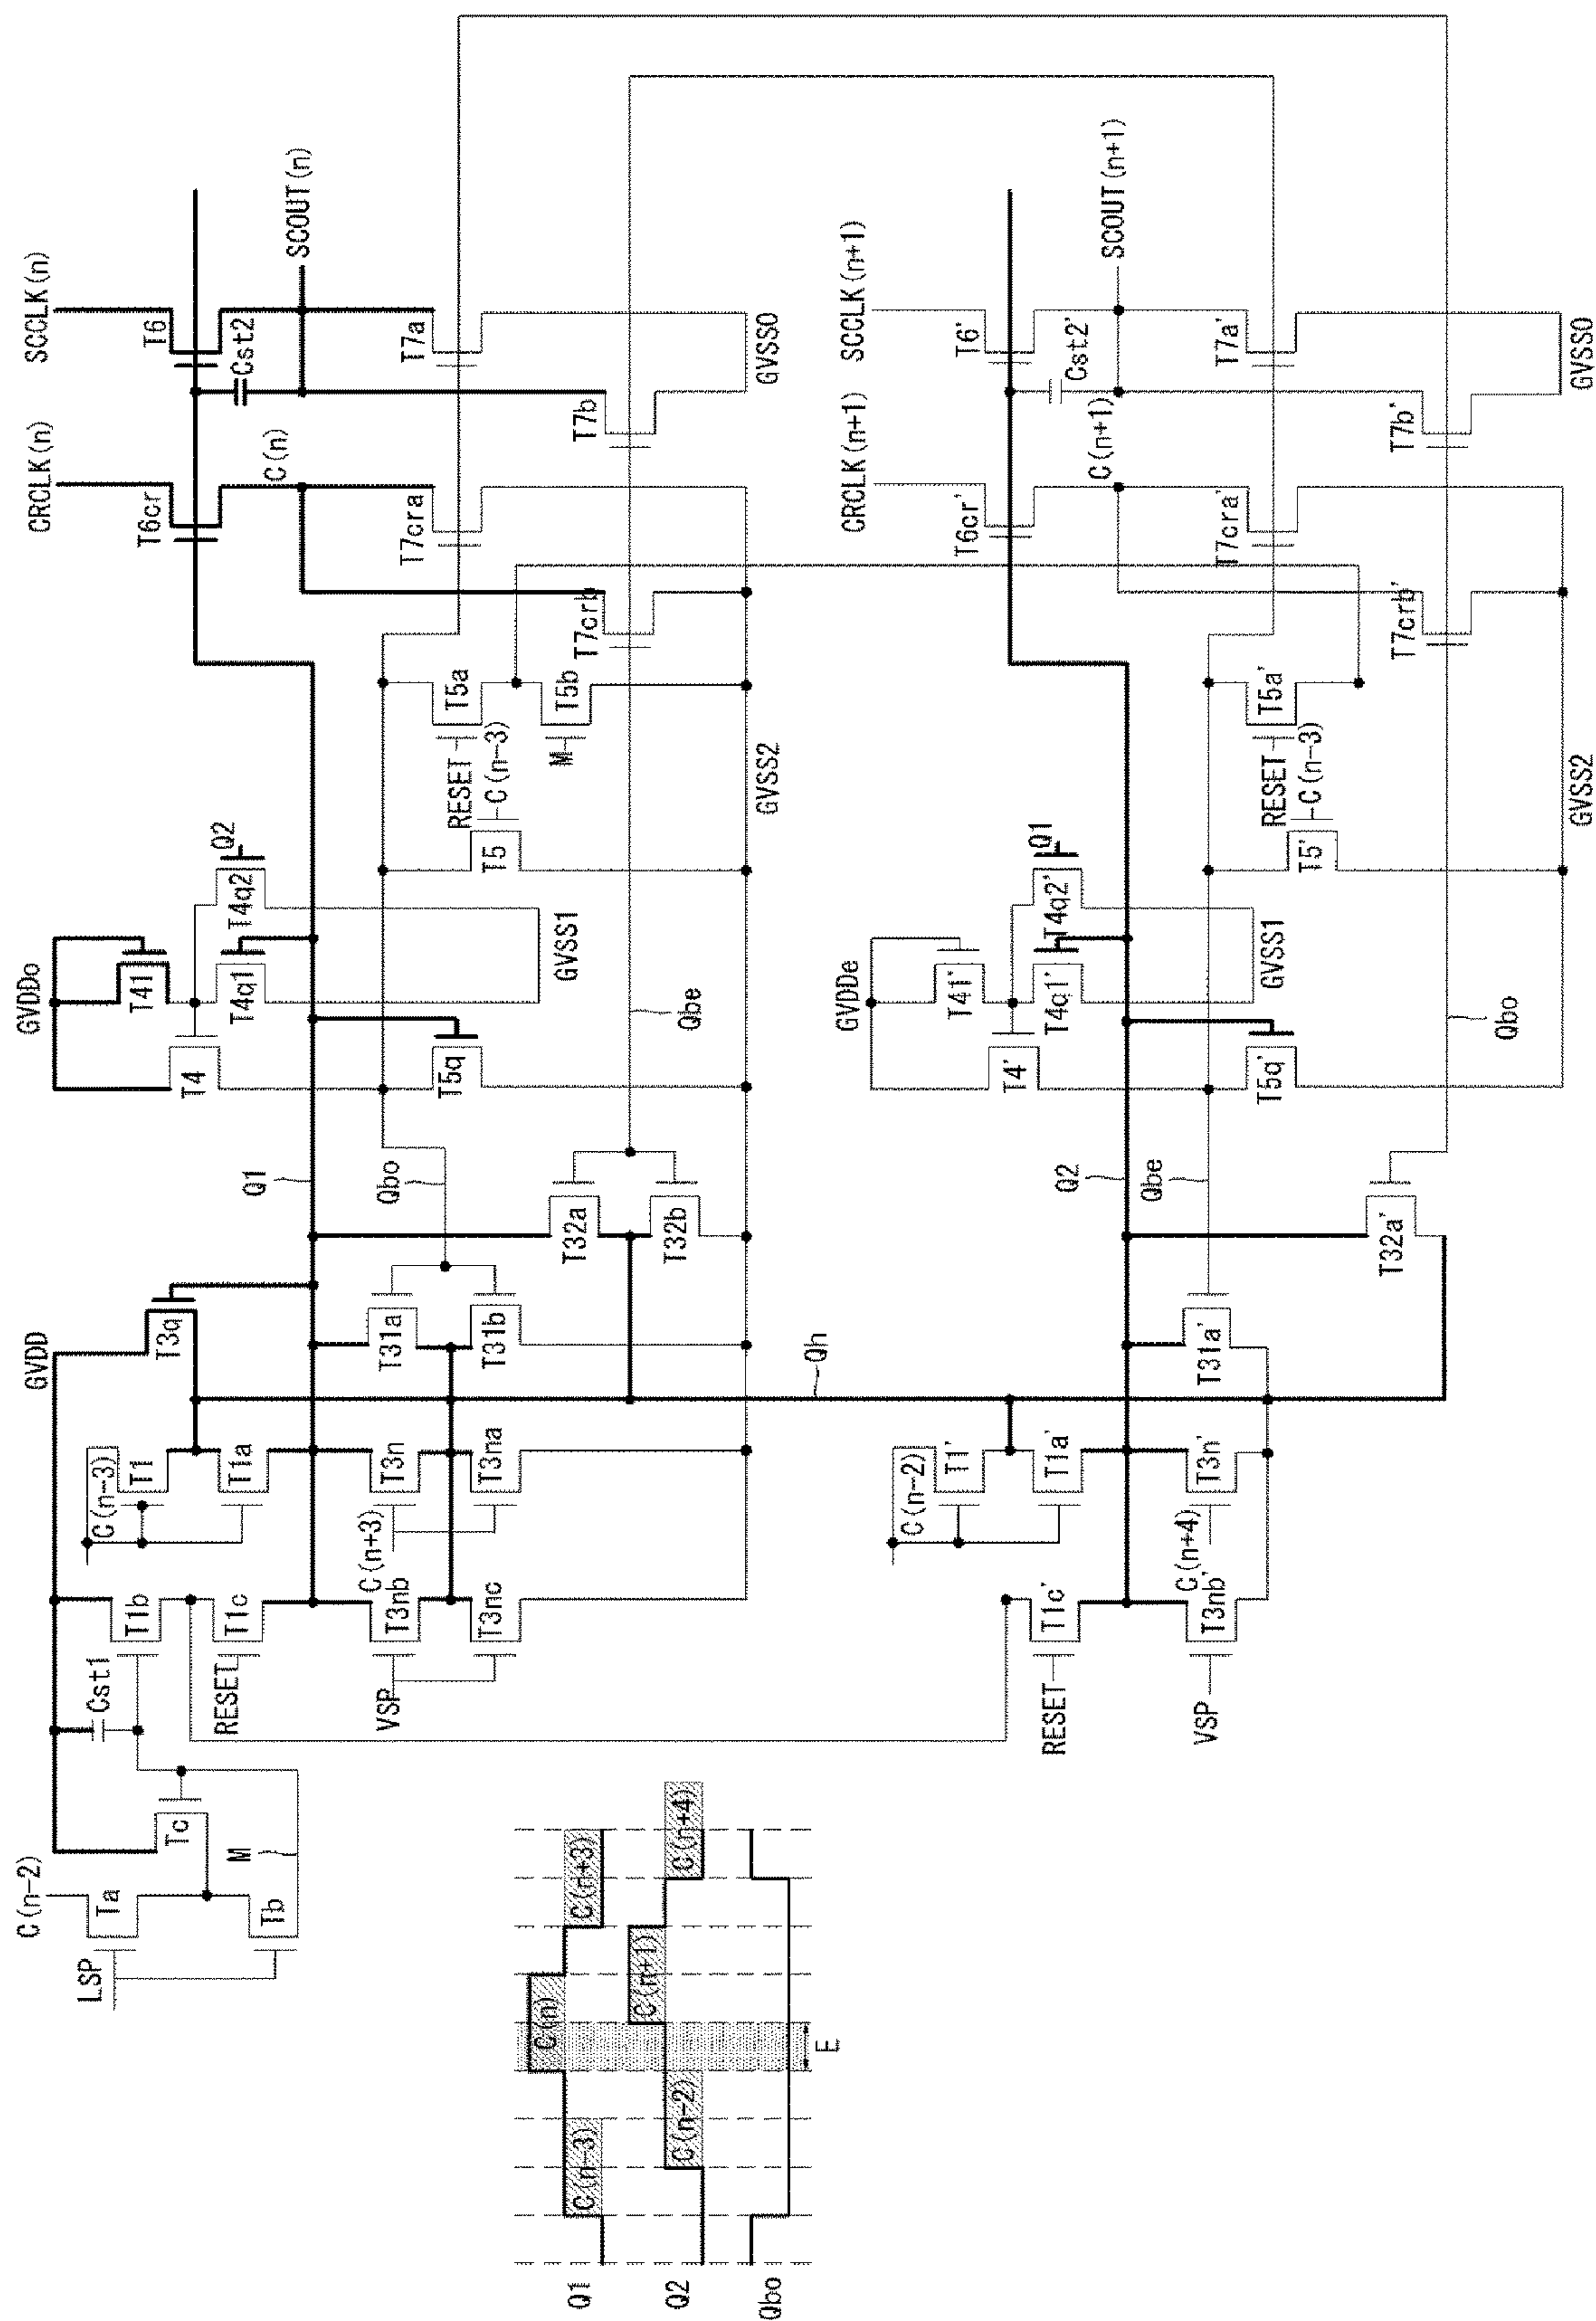 C(n-2)
LSP
Ta
Tb
Tc
M
Cst1
T1b
T1c
RESET
VSP
T3nb
T3nc
GVDD
C(n-3)
T1
T1a
C(n+3)
T3n
T3na
T3q
T31a
T31b
Q1
Qbo
T32a
T32b
Qh
GVDDo
T41
T4
T4q1
T4q2
Q2
GVSS1
T5q
Qbe
T5
C(n-3)
RESET
T5a
T5b
M
GVSS2
CRCLK(n)
T6cr
C(n)
T7cra
T7crb
SCCLK(n)
T6
Cst2
SCOUT(n)
T7a
T7b
GVSS0
RESET
T1c'
VSP
T3nb'
C(n-2)
T1'
T1a'
C(n+4)
T3n'
T31a'
Q2
Qbe
T32a'
GVDDe
T41'
T4'
T4q1'
T4q2'
Q1
GVSS1
T5q'
Qbo
T5'
C(n-3)
RESET
T5a'
GVSS2
CRCLK(n+1)
T6cr'
C(n+1)
T7cra'
T7crb'
SCCLK(n+1)
T6'
Cst2'
SCOUT(n+1)
T7a'
T7b'
GVSS0
Q1
C(n-3)
C(n)
C(n+3)
Q2
C(n-2)
C(n+1)
C(n+4)
Qbo
E